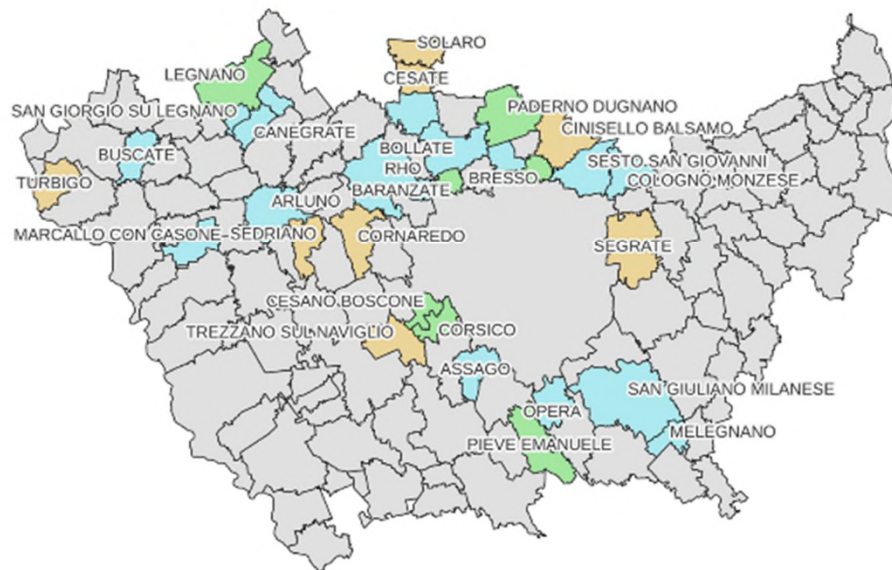 SOLARO
LEGNANO
CESATE
SAN GIORGIO SU LEGNANO
PADERNO DUGNANO
CANEGRATE
CINISELLO BALSAMO
BUSCATE
BOLLATE
SESTO SAN GIOVANNI
RHO
TURBIGO
BARANZATE
BRESSO
COLOGNO MONZESE
ARLUNO
MARCALLO CON CASONE
SEDRIANO
CORNAREDO
SEGRATE
CESANO BOSCONE
TREZZANO SUL NAVIGLIO
CORSICO
ASSAGO
SAN GIULIANO MILANESE
OPERA
MELEGNANO
PIEVE EMANUELE